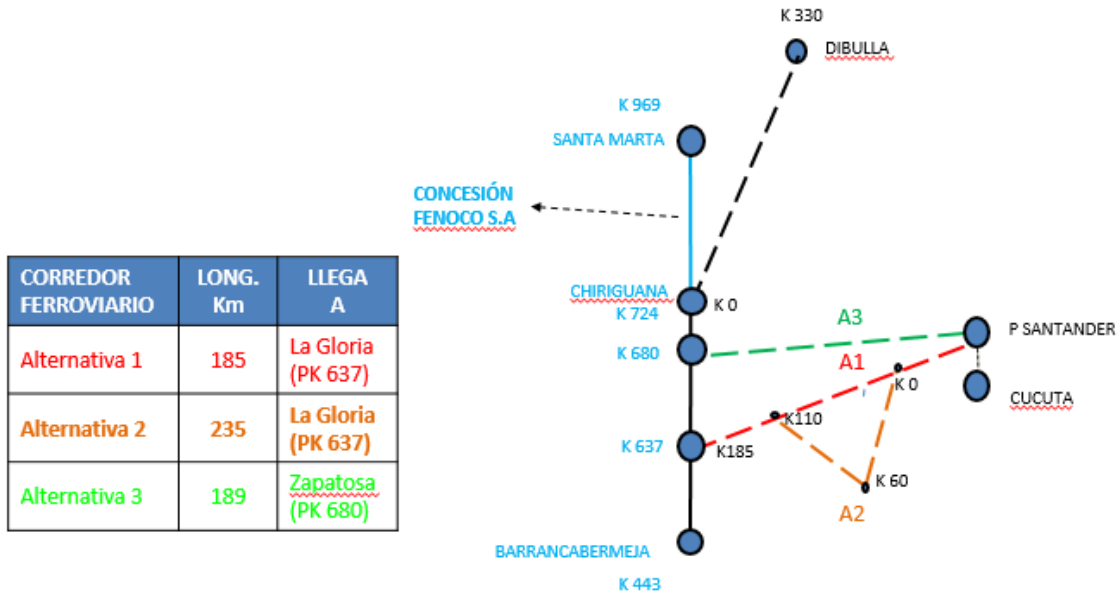 K 330
DIBULLA
K 969
SANTA MARTA
CONCESIÓN
FENOCO S.A
CHIRIGUANA
K 0
K 724
K 680
A3
P SANTANDER
A1
K 0
CUCUTA
K110
K 637
K185
K 60
A2
BARRANCABERMEJA
K 443
CORREDOR FERROVIARIO
LONG. Km
LLEGA A
Alternativa 1
185
La Gloria
(PK 637)
Alternativa 2
235
La Gloria
(PK 637)
Alternativa 3
189
Zapatosa
(PK 680)